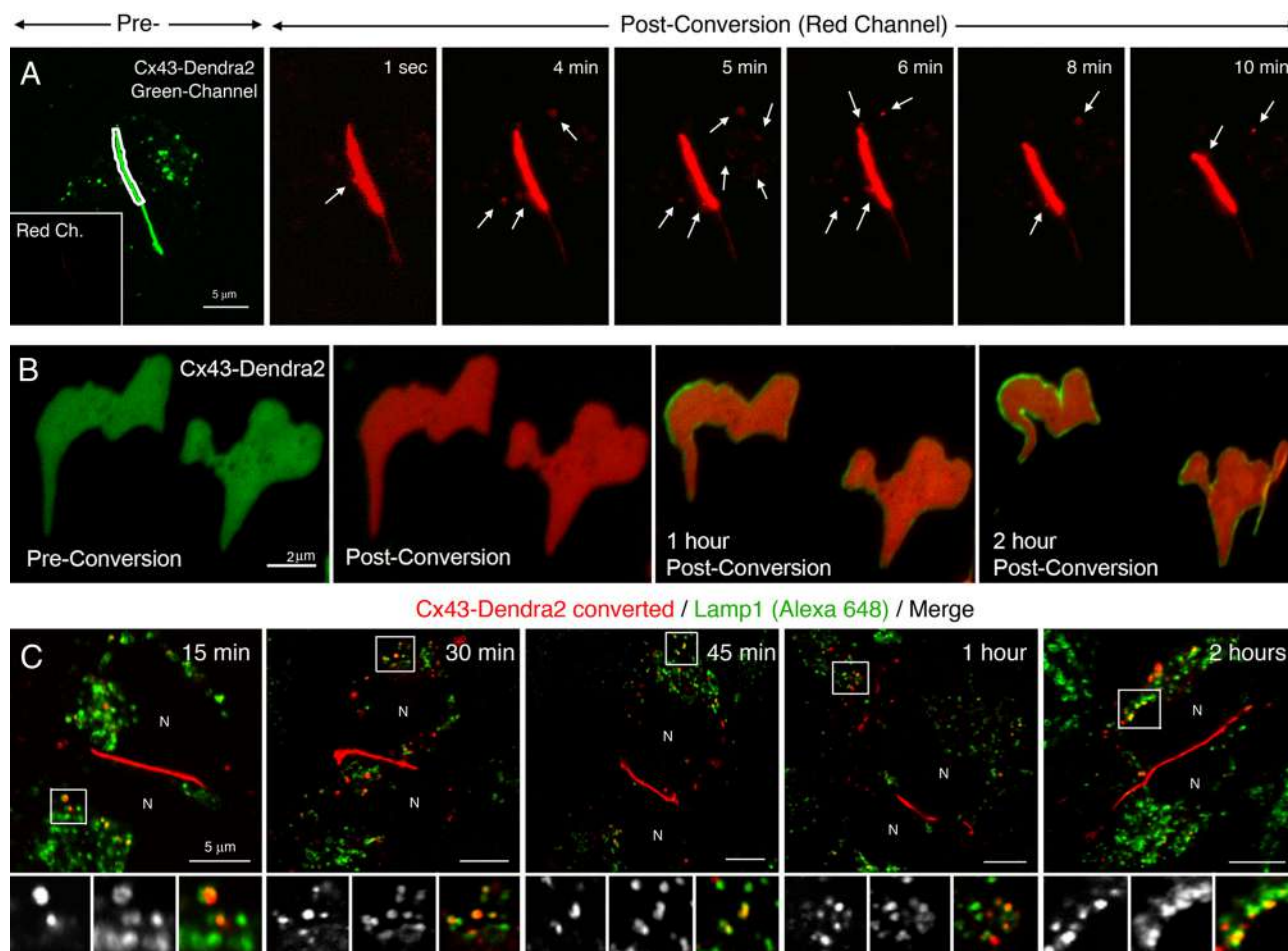 Pre-
Post-Conversion (Red Channel)
A
Cx43-Dendra2
Green-Channel
Red Ch.
5 µm
1 sec
4 min
5 min
6 min
8 min
10 min
B
Cx43-Dendra2
Pre-Conversion
2µm
Post-Conversion
1 hour
Post-Conversion
2 hour
Post-Conversion
Cx43-Dendra2 converted / Lamp1 (Alexa 648) / Merge
C
15 min
N
N
5 µm
30 min
N
N
45 min
N
N
1 hour
N
N
2 hours
N
N